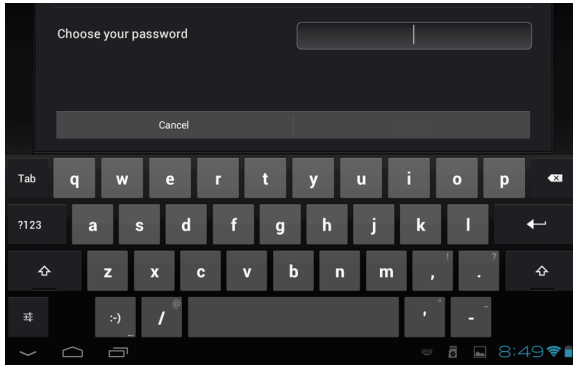 Choose your password
Cancel
Tab q w e r t y u i o p
?123 a s d f g h j k l
z x c v b n m , ! . ?
:-) ... / @ ' " - _
8:49